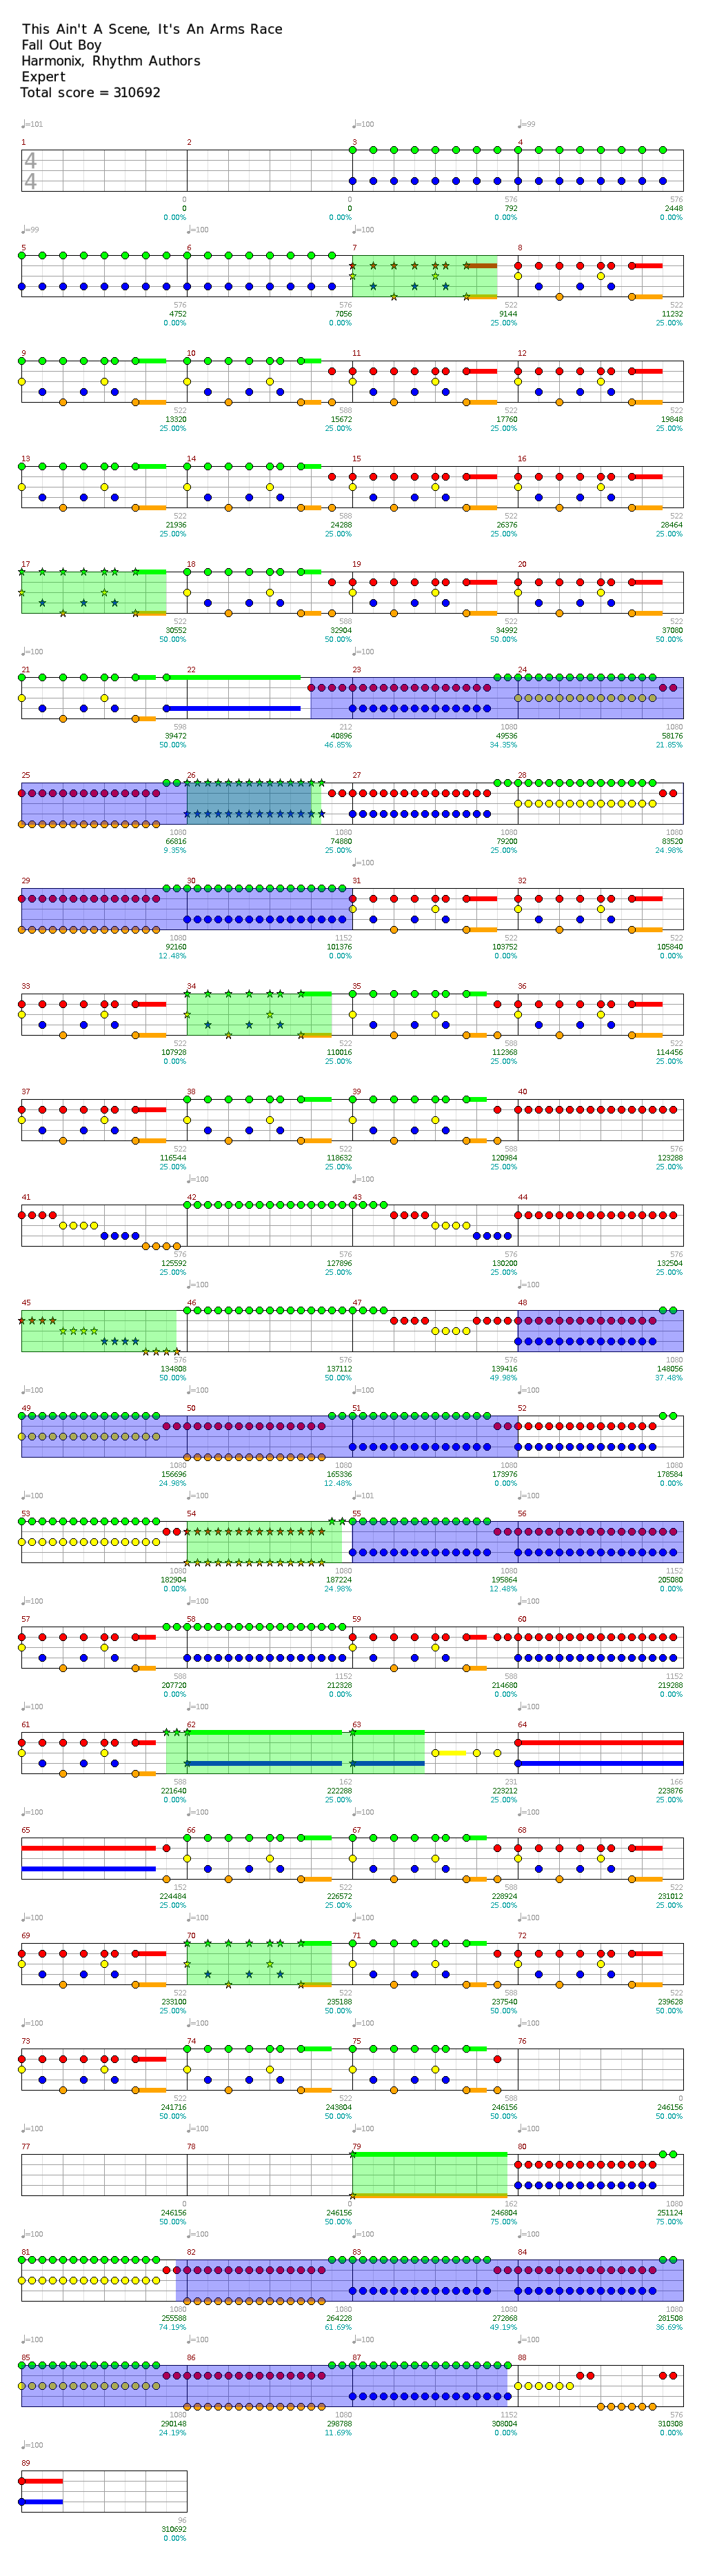 This Ain't A Scene, It's An Arms Race
Fall Out Boy
Harmonix, Rhythm Authors
Expert
Total score = 310692
♩=101 ♩=100 ♩=99
1 2 3 4
4
4
0 0 576 576
0 0 792 2448
0.00% 0.00% 0.00% 0.00%
♩=99 ♩=100 ♩=100
5 6 7 8
576 576 522 522
4752 7056 9144 11232
0.00% 0.00% 25.00% 25.00%
9 10 11 12
522 588 522 522
13320 15672 17760 19848
25.00% 25.00% 25.00% 25.00%
13 14 15 16
522 588 522 522
21936 24288 26376 28464
25.00% 25.00% 25.00% 25.00%
17 18 19 20
522 588 522 522
30552 32904 34992 37080
50.00% 50.00% 50.00% 50.00%
♩=100 ♩=100
21 22 23 24
598 212 1080 1080
39472 40896 49536 58176
50.00% 46.85% 34.35% 21.85%
25 26 27 28
1080 1080 1080 1080
66816 74880 79200 83520
9.35% 25.00% 25.00% 24.98%
♩=100
29 30 31 32
1080 1152 522 522
92160 101376 103752 105840
12.48% 0.00% 0.00% 0.00%
33 34 35 36
522 522 588 522
107928 110016 112368 114456
0.00% 25.00% 25.00% 25.00%
37 38 39 40
522 522 588 576
116544 118632 120984 123288
25.00% 25.00% 25.00% 25.00%
♩=100 ♩=100
41 42 43 44
576 576 576 576
125592 127896 130200 132504
25.00% 25.00% 25.00% 25.00%
♩=100 ♩=100
45 46 47 48
576 576 576 1080
134808 137112 139416 148056
50.00% 50.00% 49.98% 37.48%
♩=100 ♩=100 ♩=100 ♩=100
49 50 51 52
1080 1080 1080 1080
156696 165336 173976 178584
24.98% 12.48% 0.00% 0.00%
♩=100 ♩=100 ♩=101 ♩=100
53 54 55 56
1080 1080 1080 1152
182904 187224 195864 205080
0.00% 24.98% 12.48% 0.00%
♩=100 ♩=100 ♩=100 ♩=100
57 58 59 60
588 1152 588 1152
207720 212328 214680 219288
0.00% 0.00% 0.00% 0.00%
♩=100 ♩=100 ♩=100 ♩=100
61 62 63 64
588 162 231 166
221640 222288 223212 223876
0.00% 25.00% 25.00% 25.00%
♩=100 ♩=100 ♩=100 ♩=100
65 66 67 68
152 522 588 522
224484 226572 228924 231012
25.00% 25.00% 25.00% 25.00%
♩=100 ♩=100 ♩=100 ♩=100
69 70 71 72
522 522 588 522
233100 235188 237540 239628
25.00% 50.00% 50.00% 50.00%
♩=100 ♩=100 ♩=100 ♩=100
73 74 75 76
522 522 588 0
241716 243804 246156 246156
50.00% 50.00% 50.00% 50.00%
♩=100 ♩=100 ♩=100 ♩=100
77 78 79 80
0 0 162 1080
246156 246156 246804 251124
50.00% 50.00% 75.00% 75.00%
♩=100 ♩=100 ♩=100 ♩=100
81 82 83 84
1080 1080 1080 1080
255588 264228 272868 281508
74.19% 61.69% 49.19% 36.69%
♩=100 ♩=100 ♩=100 ♩=100
85 86 87 88
1080 1080 1152 576
290148 298788 308004 310308
24.19% 11.69% 0.00% 0.00%
♩=100
89
96
310692
0.00%